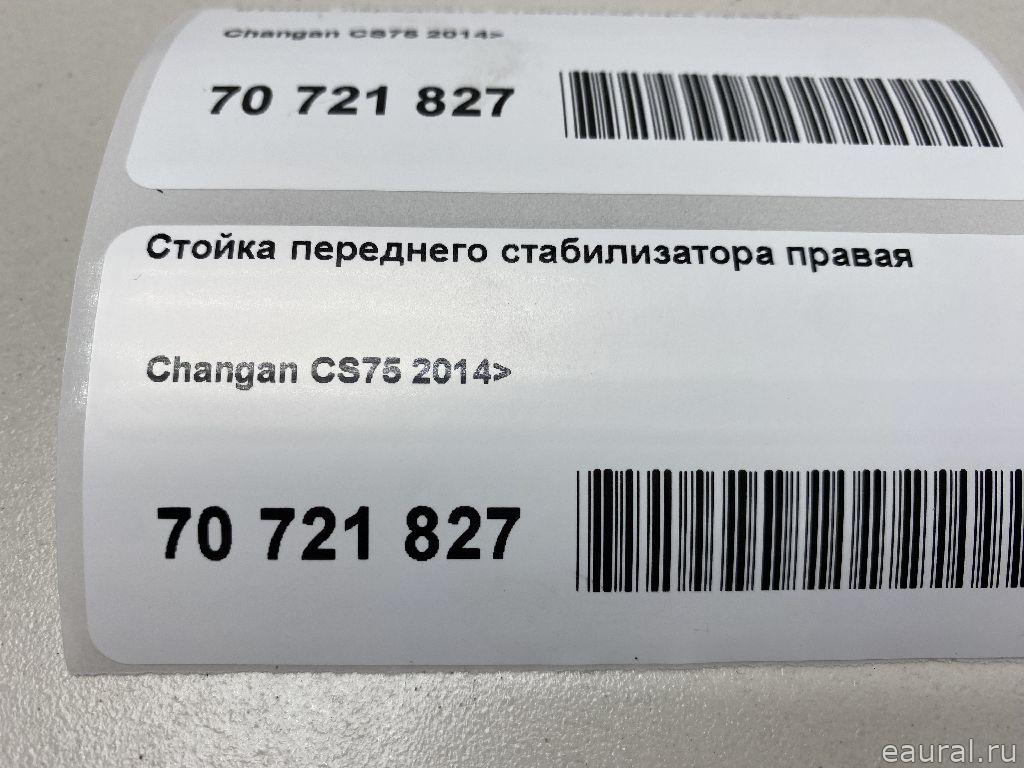 Changan CS75 2014>
70 721 827
Стойка переднего стабилизатора правая
Changan CS75 2014>
70 721 827
eaural.ru